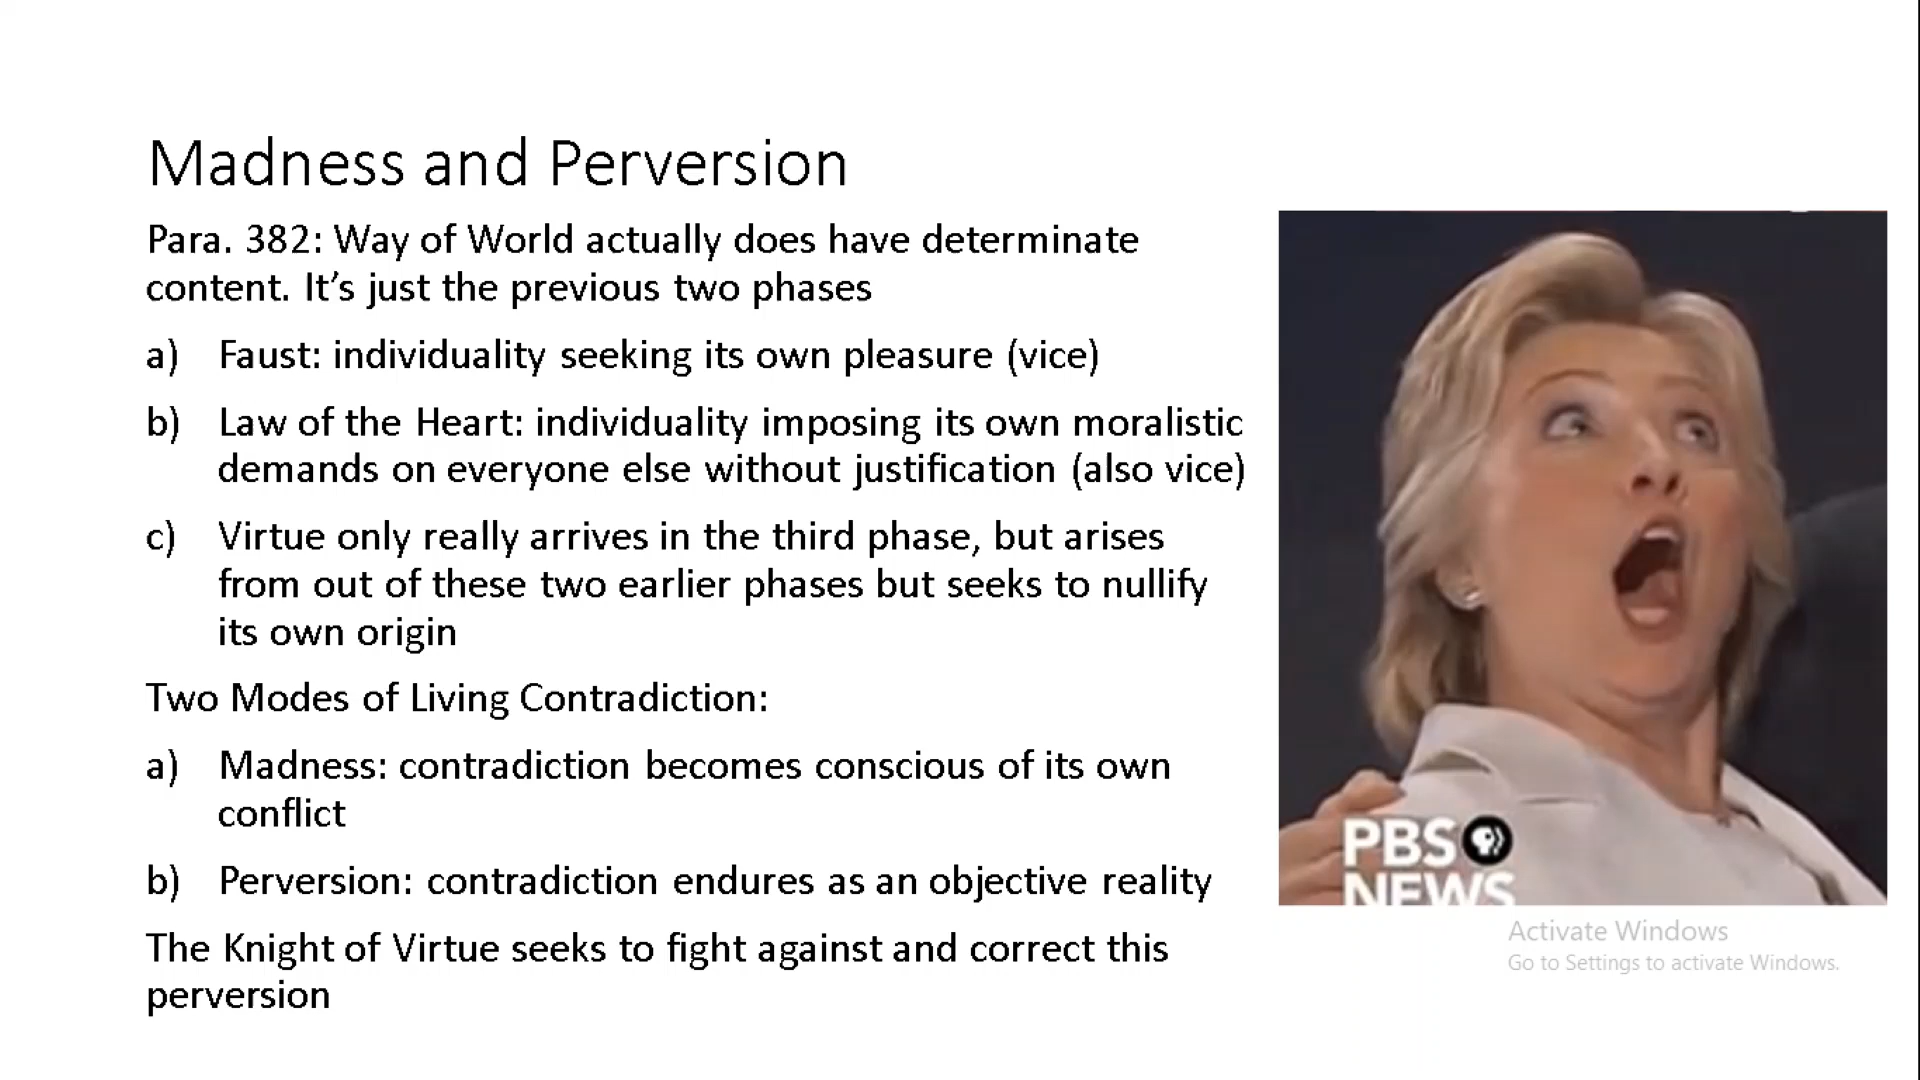 Madness and Perversion
Para. 382: Way of World actually does have determinate
content. It’s just the previous two phases
a) Faust: individuality seeking its own pleasure (vice)
b) Law of the Heart: individuality imposing its own moralistic
demands on everyone else without justification (also vice)
c) Virtue only really arrives in the third phase, but arises
from out of these two earlier phases but seeks to nullify
its own origin
Two Modes of Living Contradiction:
a) Madness: contradiction becomes conscious of its own
conflict
b) Perversion: contradiction endures as an objective reality
The Knight of Virtue seeks to fight against and correct this
perversion
PBS
NEWS
Activate Windows
Go to Settings to activate Windows.